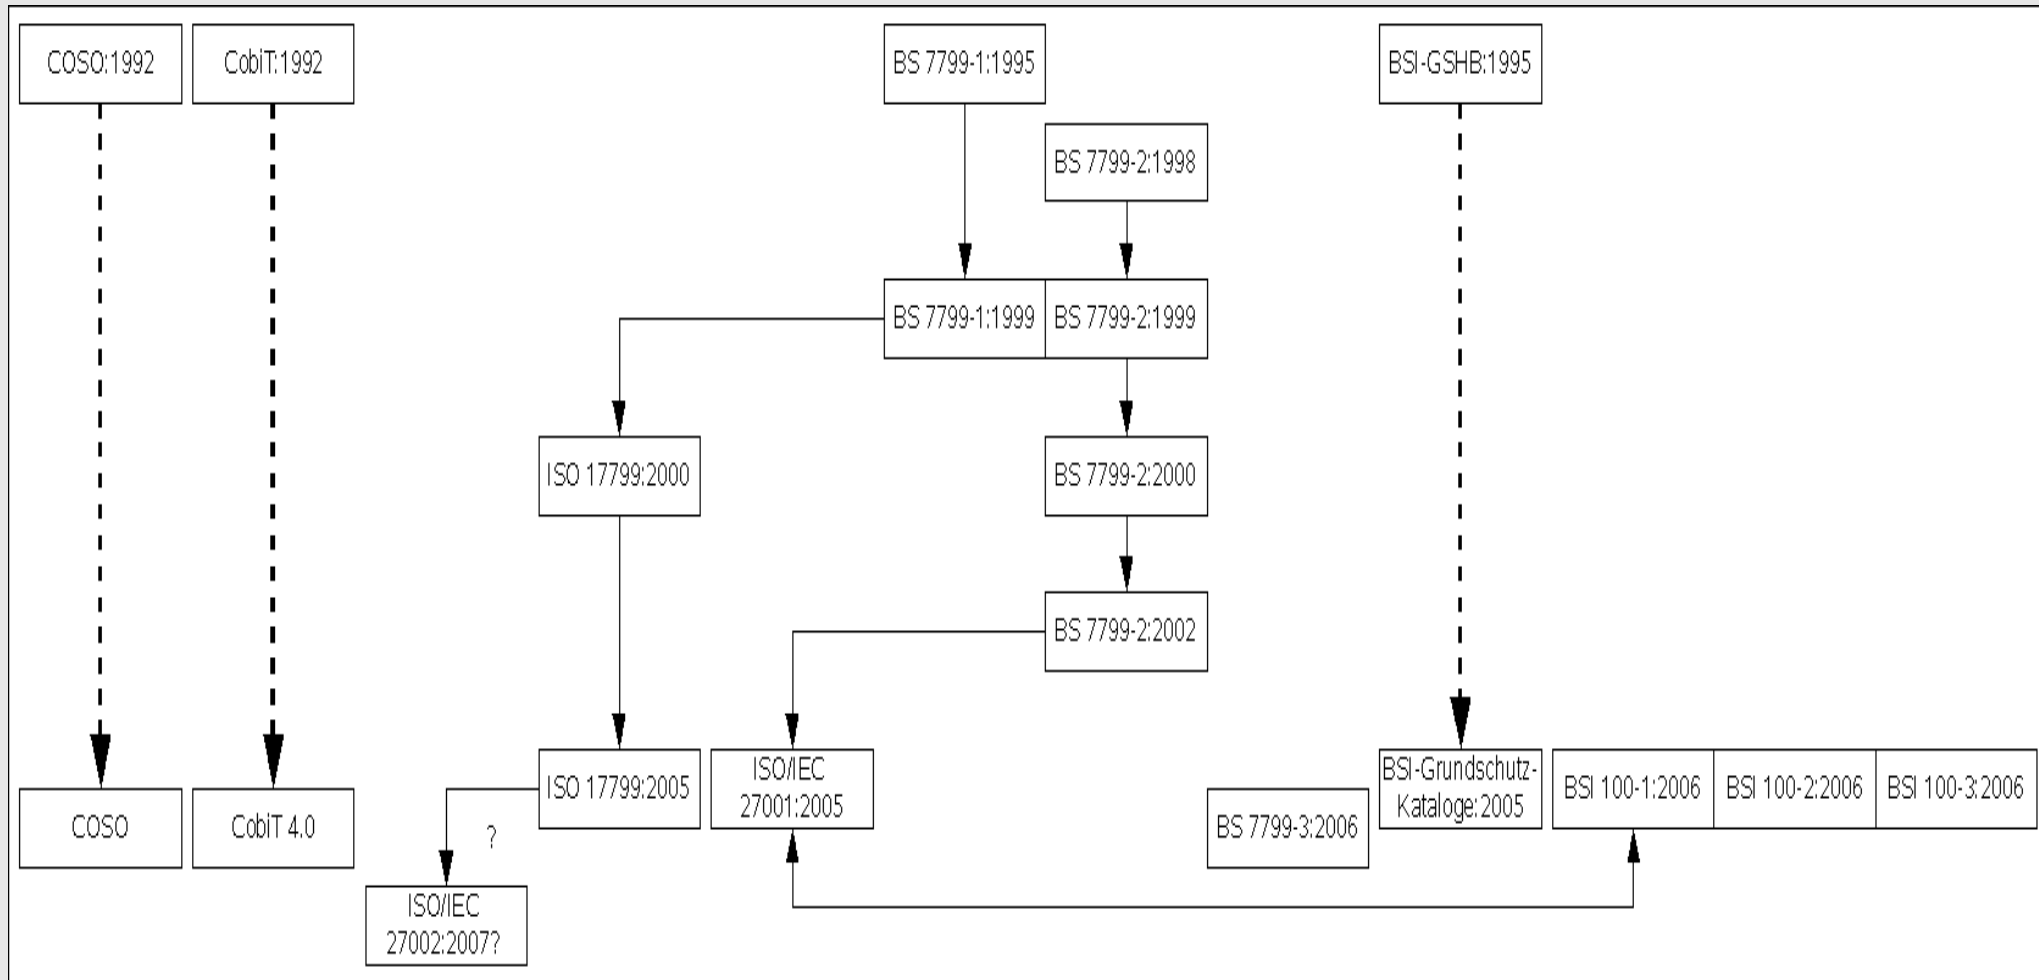 COSO:1992
CobiT:1992
BS 7799-1:1995
BSI-GSHB:1995
BS 7799-2:1998
BS 7799-1:1999
BS 7799-2:1999
ISO 17799:2000
BS 7799-2:2000
BS 7799-2:2002
COSO
CobiT 4.0
ISO 17799:2005
ISO/IEC
27001:2005
BS 7799-3:2006
BSI-Grundschutz-
Kataloge:2005
BSI 100-1:2006
BSI 100-2:2006
BSI 100-3:2006
?
ISO/IEC
27002:2007?